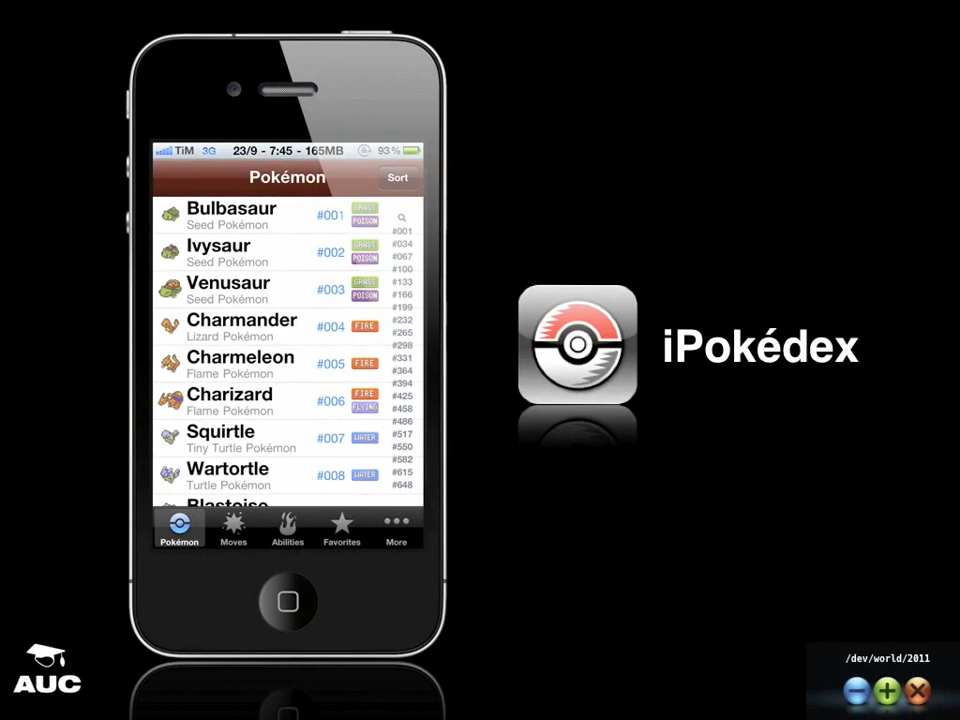 TiM 3G 23/9 - 7:45 - 165MB 93%
Pokémon
Sort
Bulbasaur
Seed Pokémon
#001
GRASS
POISON
Ivysaur
Seed Pokémon
#002
GRASS
POISON
Venusaur
Seed Pokémon
#003
GRASS
POISON
Charmander
Lizard Pokémon
#004
FIRE
Charmeleon
Flame Pokémon
#005
FIRE
Charizard
Flame Pokémon
#006
FIRE
FLYING
Squirtle
Tiny Turtle Pokémon
#007
WATER
Wartortle
Turtle Pokémon
#008
WATER
Blastoise
#001
#034
#067
#100
#133
#166
#199
#232
#265
#298
#331
#364
#394
#425
#458
#486
#517
#550
#582
#615
#648
Pokémon
Moves
Abilities
Favorites
More
iPokédex
AUC
/dev/world/2011